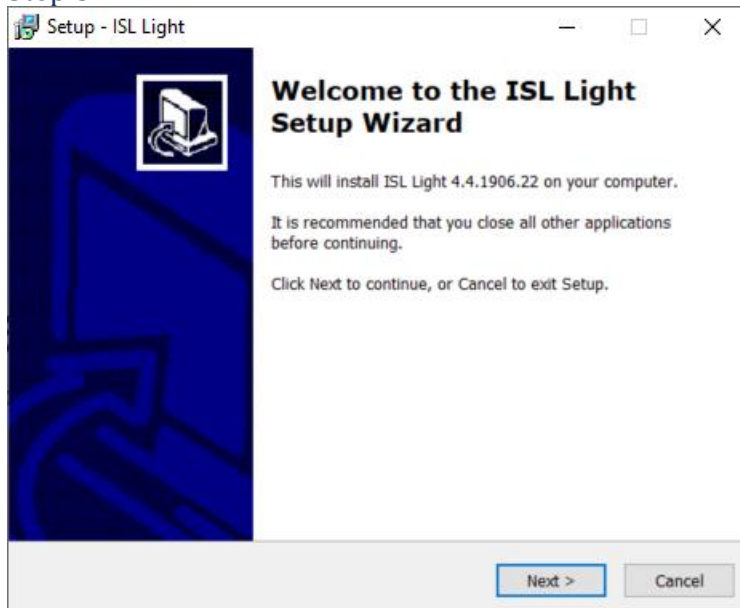 Setup - ISL Light
Welcome to the ISL Light
Setup Wizard
This will install ISL Light 4.4.1906.22 on your computer.
It is recommended that you close all other applications
before continuing.
Click Next to continue, or Cancel to exit Setup.
Next >
Cancel